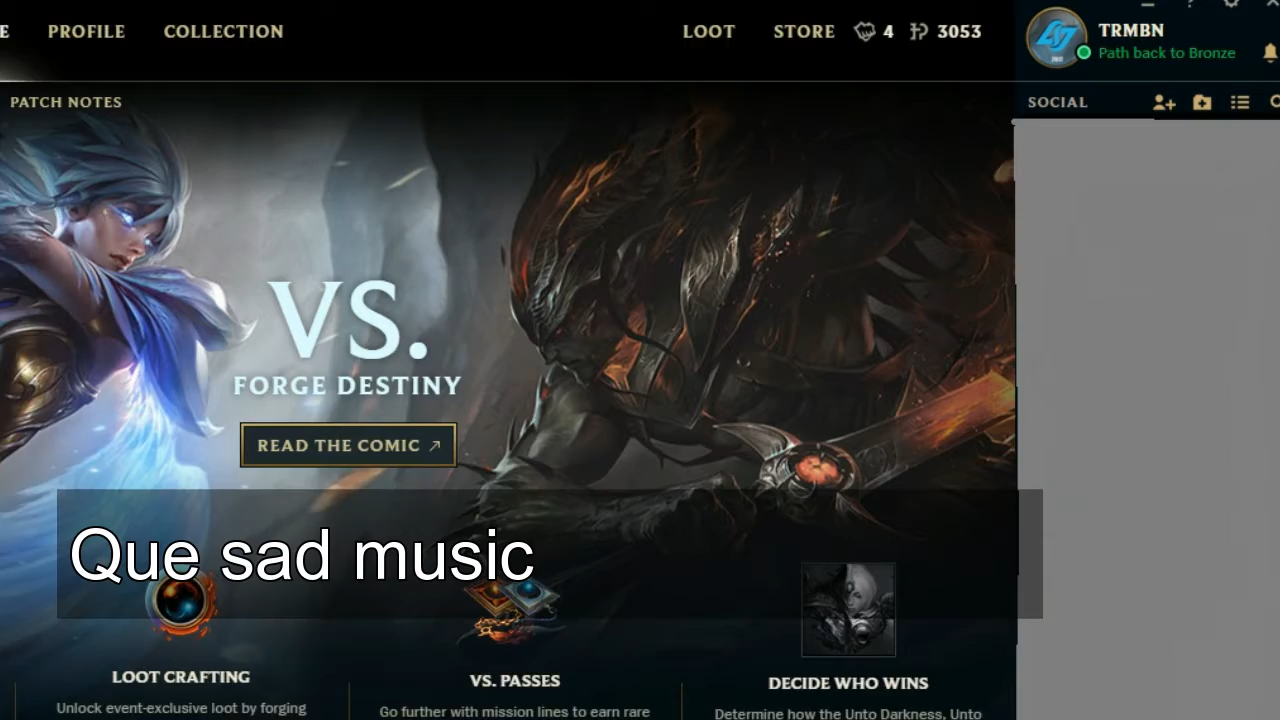 E PROFILE COLLECTION LOOT STORE 4 3053
TRMBN
Path back to Bronze
PATCH NOTES
SOCIAL
VS.
FORGE DESTINY
READ THE COMIC
Que sad music
LOOT CRAFTING
Unlock event-exclusive loot by forging
VS. PASSES
Go further with mission lines to earn rare
DECIDE WHO WINS
Determine how the Unto Darkness, Unto